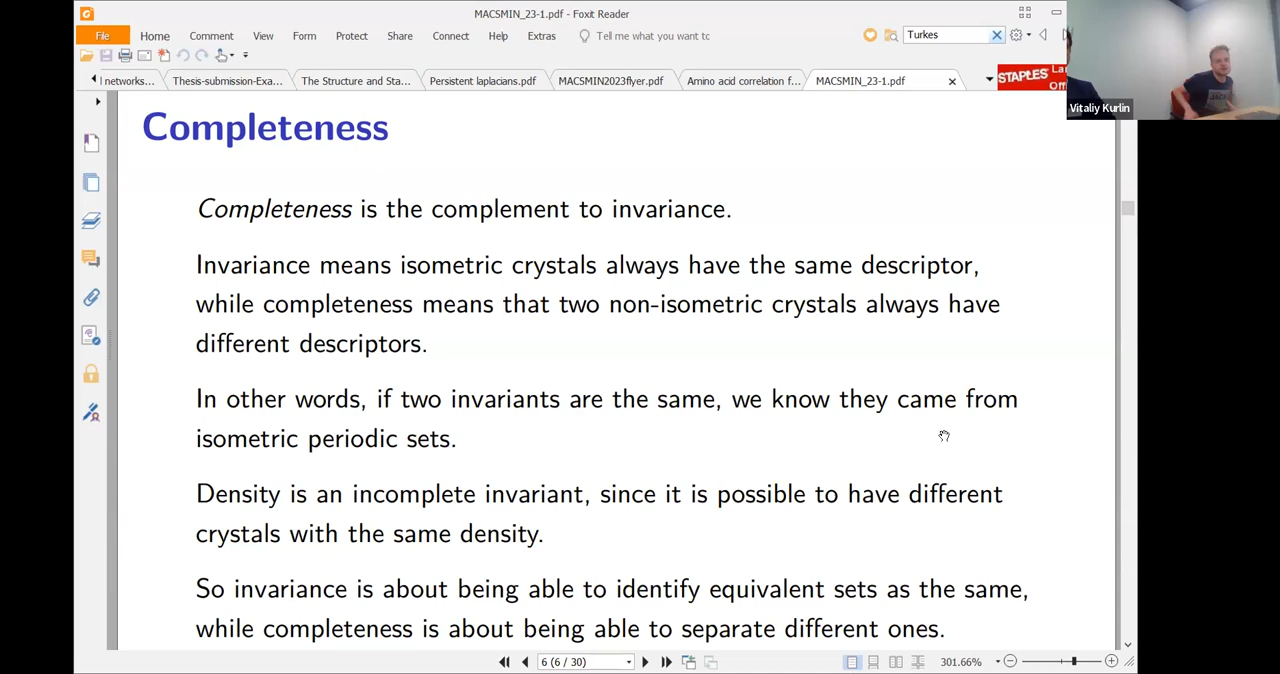 MACSMIN_23-1.pdf - Foxit Reader
File Home Comment View Form Protect Share Connect Help Extras Tell me what you want to Turkes
l networks... Thesis-submission-Exa... The Structure and Sta... Persistent laplacians.pdf MACSMIN2023flyer.pdf Amino acid correlation f... MACSMIN_23-1.pdf STAPLES Lar
Off
Vitaliy Kurlin
Completeness
Completeness is the complement to invariance.
Invariance means isometric crystals always have the same descriptor,
while completeness means that two non-isometric crystals always have
different descriptors.
In other words, if two invariants are the same, we know they came from
isometric periodic sets.
Density is an incomplete invariant, since it is possible to have different
crystals with the same density.
So invariance is about being able to identify equivalent sets as the same,
while completeness is about being able to separate different ones.
6 (6 / 30) 301.66%